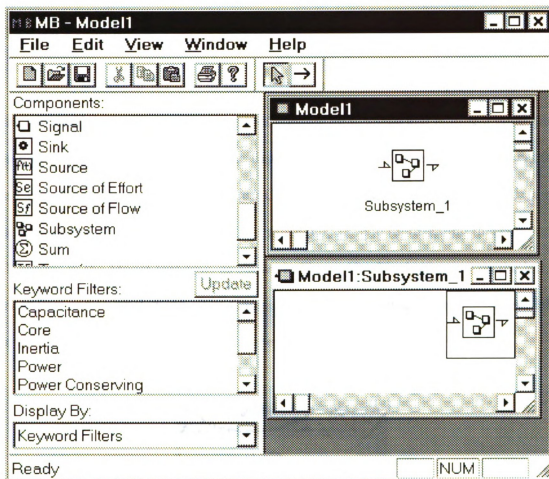 MB - Model1
File Edit View Window Help
Components:
Signal
Sink
f(t) Source
Se Source of Effort
Sf Source of Flow
Subsystem
Σ Sum
Keyword Filters:
Update
Capacitance
Core
Inertia
Power
Power Conserving
Display By:
Keyword Filters
Model1
Subsystem_1
Model1:Subsystem_1
Ready
NUM